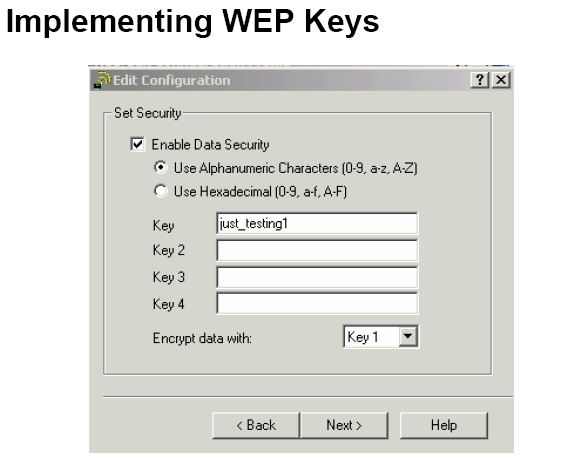 Implementing WEP Keys
Edit Configuration
Set Security
Enable Data Security
Use Alphanumeric Characters (0-9, a-z, A-Z)
Use Hexadecimal (0-9, a-f, A-F)
Key just_testing1
Key 2
Key 3
Key 4
Encrypt data with: Key 1
< Back Next > Help